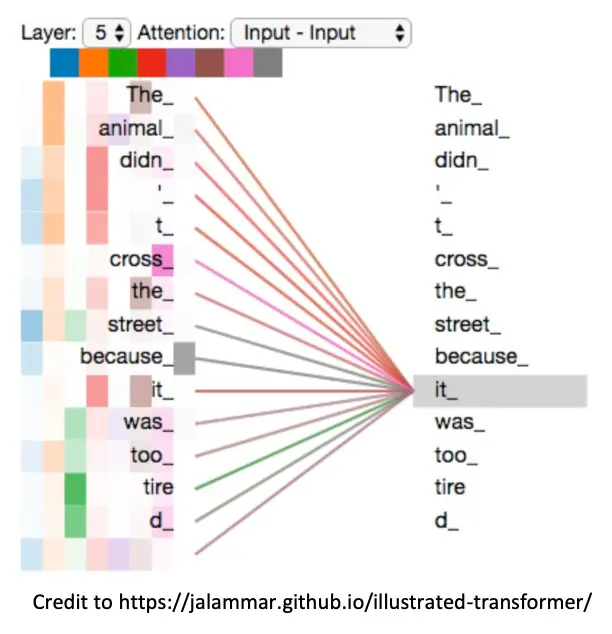 Layer: 5 Attention: Input - Input
The_ The_
animal_ animal_
didn_ didn_
'_ '_
t_ t_
cross_ cross_
the_ the_
street_ street_
because_ because_
it_ it_
was_ was_
too_ too_
tire tire
d_ d_
Credit to https://jalammar.github.io/illustrated-transformer/